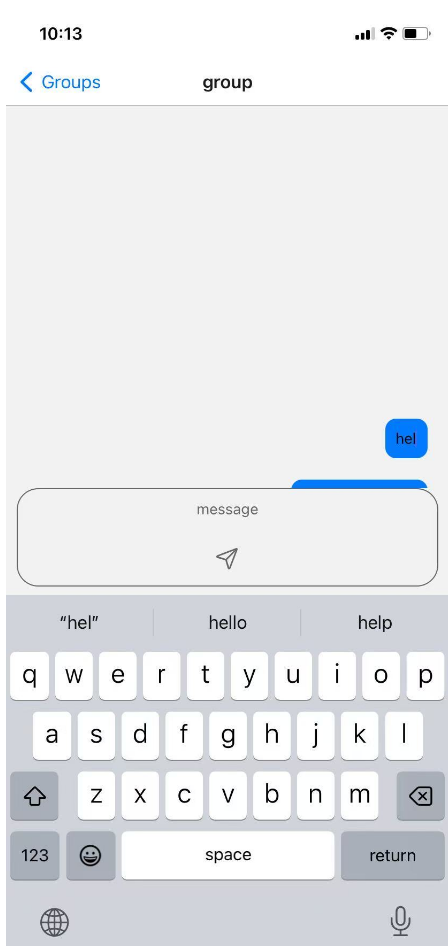 10:13
Groups
group
hel
message
“hel” hello help
q w e r t y u i o p
a s d f g h j k l
z x c v b n m
123 space return